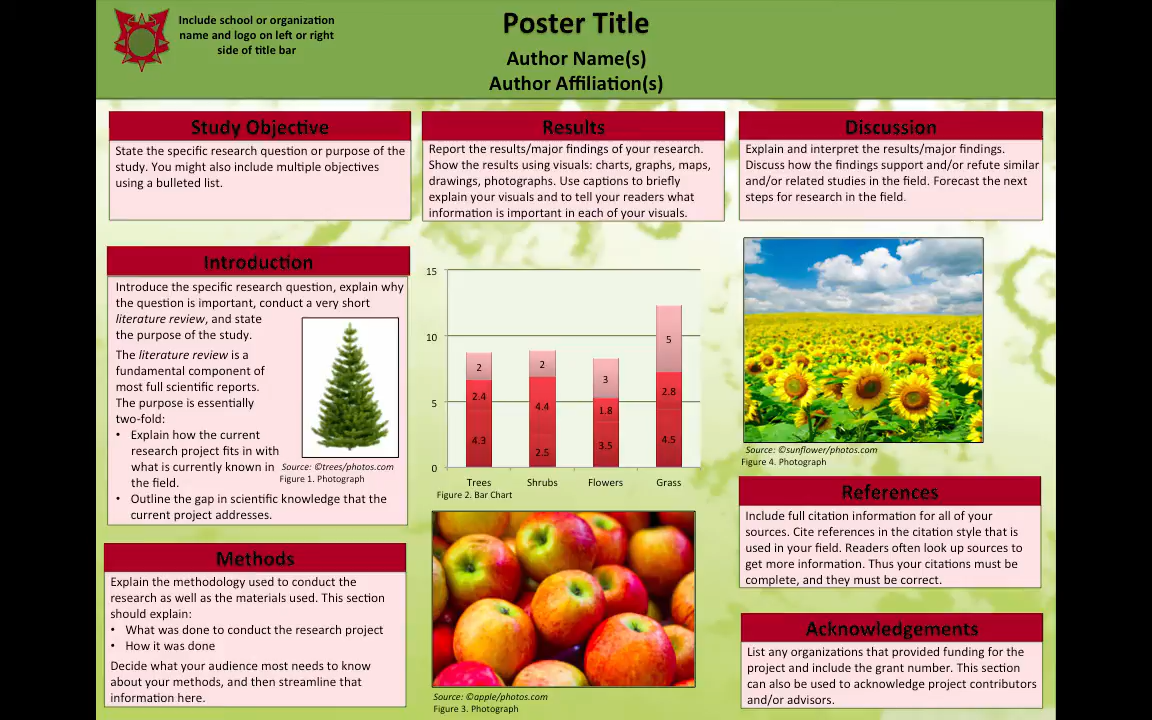 Include school or organization
name and logo on left or right
side of title bar
Poster Title
Author Name(s)
Author Affiliation(s)
Study Objective
State the specific research question or purpose of the
study. You might also include multiple objectives
using a bulleted list.
Introduction
Introduce the specific research question, explain why
the question is important, conduct a very short
literature review, and state
the purpose of the study.
The literature review is a
fundamental component of
most full scientific reports.
The purpose is essentially
two-fold:
• Explain how the current
research project fits in with
what is currently known in
the field.
• Outline the gap in scientific knowledge that the
current project addresses.
Source: ©trees/photos.com
Figure 1. Photograph
Methods
Explain the methodology used to conduct the
research as well as the materials used. This section
should explain:
• What was done to conduct the research project
• How it was done
Decide what your audience most needs to know
about your methods, and then streamline that
information here.
Results
Report the results/major findings of your research.
Show the results using visuals: charts, graphs, maps,
drawings, photographs. Use captions to briefly
explain your visuals and to tell your readers what
information is important in each of your visuals.
15
10
5
0
2
2.4
4.3
2
4.4
2.5
3
1.8
3.5
5
2.8
4.5
Trees Shrubs Flowers Grass
Figure 2. Bar Chart
Source: ©apple/photos.com
Figure 3. Photograph
Discussion
Explain and interpret the results/major findings.
Discuss how the findings support and/or refute similar
and/or related studies in the field. Forecast the next
steps for research in the field.
Source: ©sunflower/photos.com
Figure 4. Photograph
References
Include full citation information for all of your
sources. Cite references in the citation style that is
used in your field. Readers often look up sources to
get more information. Thus your citations must be
complete, and they must be correct.
Acknowledgements
List any organizations that provided funding for the
project and include the grant number. This section
can also be used to acknowledge project contributors
and/or advisors.